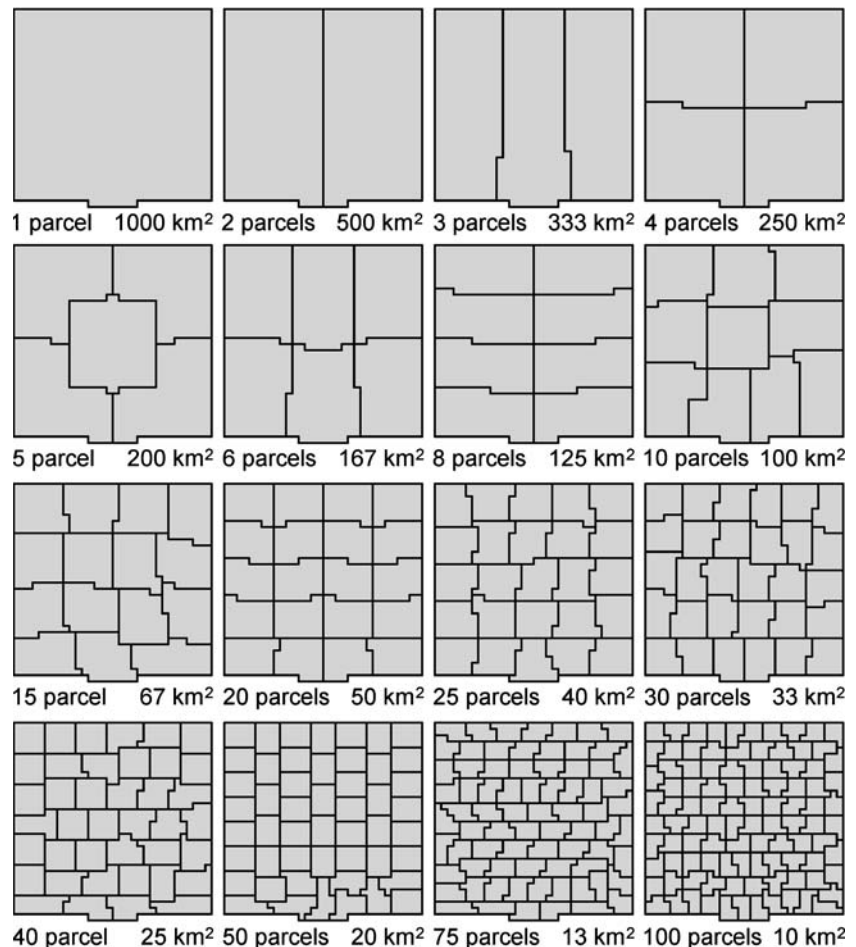 1 parcel 1000 km² 2 parcels 500 km² 3 parcels 333 km² 4 parcels 250 km²
5 parcel 200 km² 6 parcels 167 km² 8 parcels 125 km² 10 parcels 100 km²
15 parcel 67 km² 20 parcels 50 km² 25 parcels 40 km² 30 parcels 33 km²
40 parcel 25 km² 50 parcels 20 km² 75 parcels 13 km² 100 parcels 10 km²